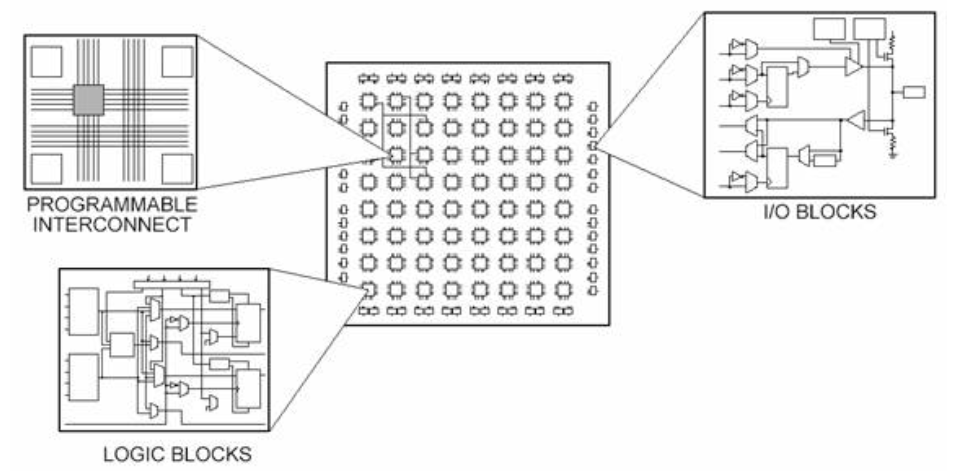 PROGRAMMABLE
INTERCONNECT
I/O BLOCKS
LOGIC BLOCKS